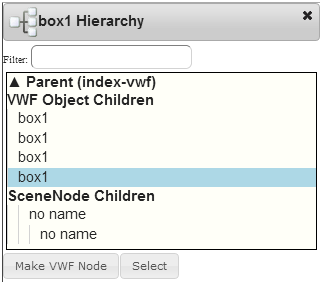 box1 Hierarchy
Filter:
▲ Parent (index-vwf)
VWF Object Children
box1
box1
box1
box1
SceneNode Children
no name
no name
Make VWF Node Select